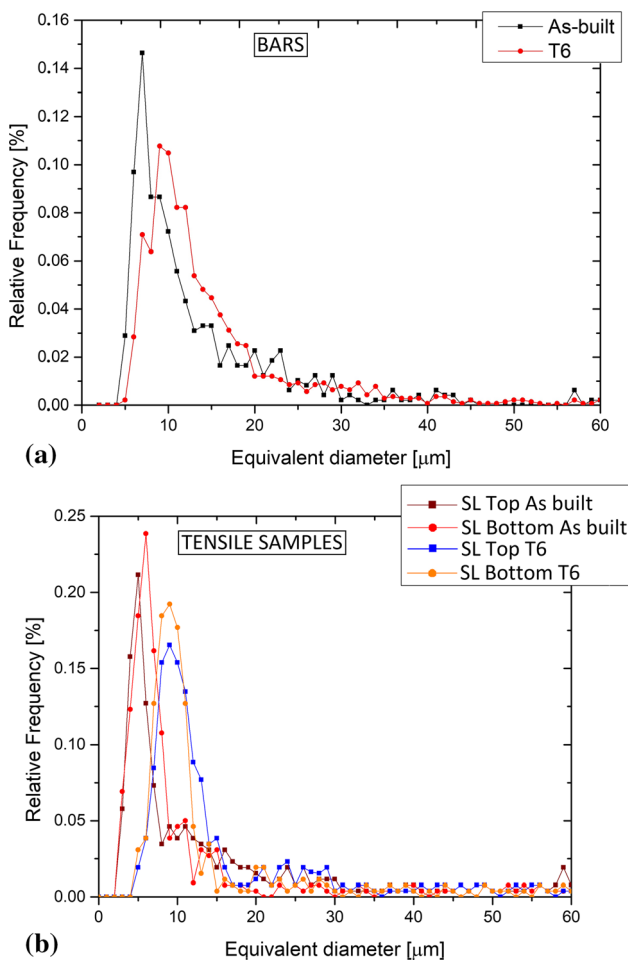 BARS
As-built
T6
0.16
0.14
0.12
0.10
0.08
0.06
0.04
0.02
0.00
Relative Frequency [%]
0 10 20 30 40 50 60
Equivalent diameter [μm]
(a)
TENSILE SAMPLES
SL Top As built
SL Bottom As built
SL Top T6
SL Bottom T6
0.25
0.20
0.15
0.10
0.05
0.00
Relative Frequency [%]
0 10 20 30 40 50 60
Equivalent diameter [μm]
(b)